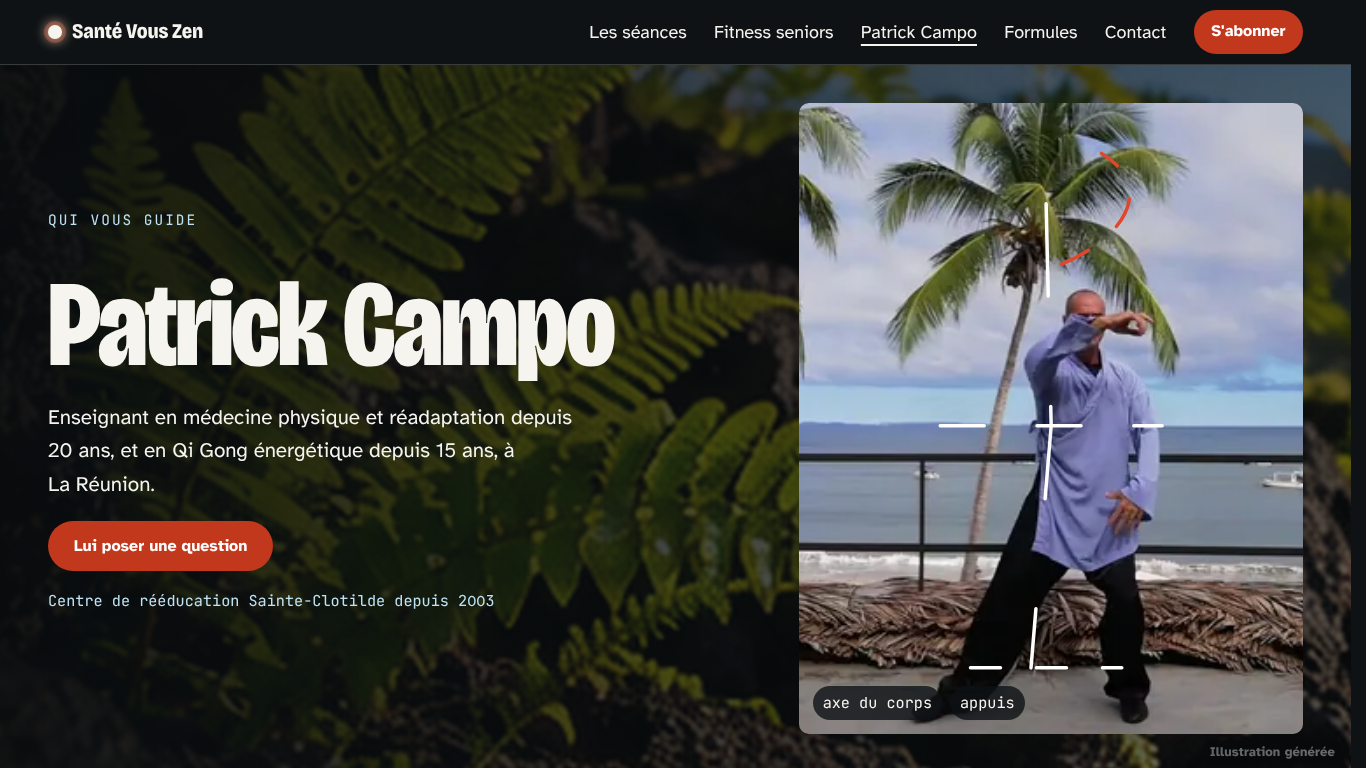 Santé Vous Zen
Les séances
Fitness seniors
Patrick Campo
Formules
Contact
S'abonner
QUI VOUS GUIDE
Patrick Campo
Enseignant en médecine physique et réadaptation depuis
20 ans, et en Qi Gong énergétique depuis 15 ans, à
La Réunion.
Lui poser une question
Centre de rééducation Sainte-Clotilde depuis 2003
axe du corps
appuis
Illustration générée